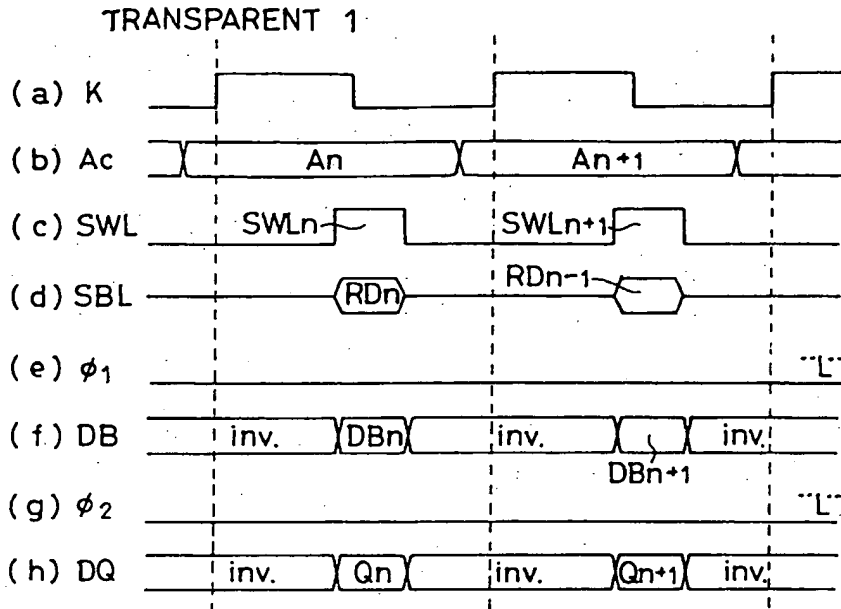 TRANSPARENT 1
(a) K
(b) Ac An An+1
(c) SWL SWLn SWLn+1
(d) SBL RDn RDn-1
(e) ϕ1 "L"
(f) DB inv. DBn inv. inv.
DBn+1
(g) ϕ2 "L"
(h) DQ inv. Qn inv. Qn+1 inv.